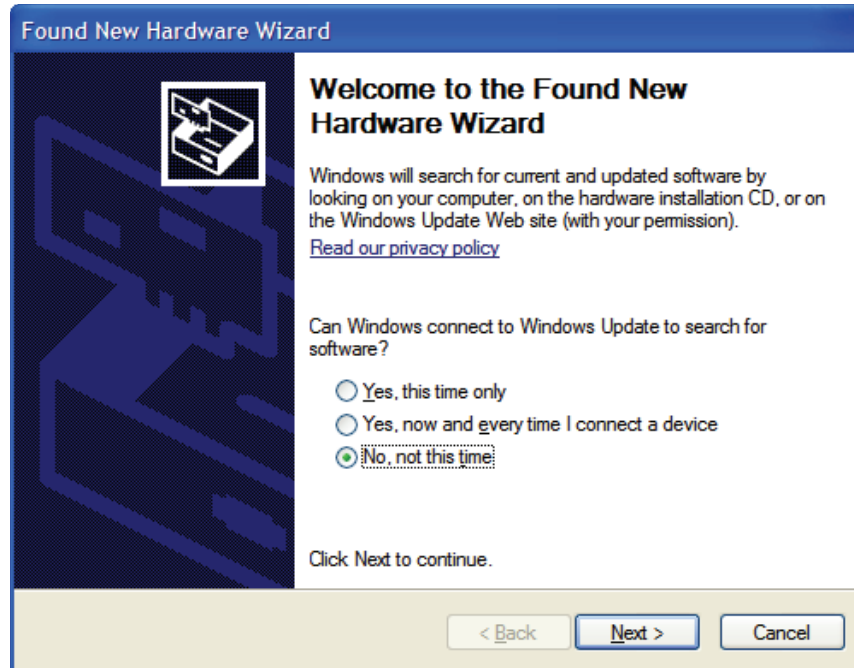 Found New Hardware Wizard
Welcome to the Found New
Hardware Wizard
Windows will search for current and updated software by
looking on your computer, on the hardware installation CD, or on
the Windows Update Web site (with your permission).
Read our privacy policy
Can Windows connect to Windows Update to search for
software?
Yes, this time only
Yes, now and every time I connect a device
No, not this time
Click Next to continue.
< Back Next > Cancel